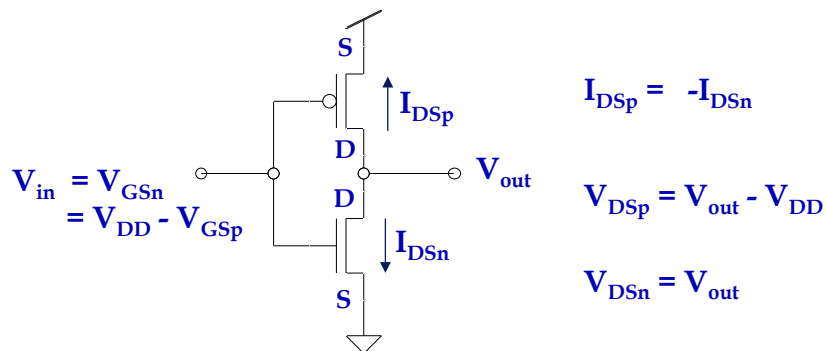 S
I_DSp
I_DSp = -I_DSn
D
V_in = V_GSn
= V_DD - V_GSp
V_out
D
V_DSp = V_out - V_DD
I_DSn
V_DSn = V_out
S